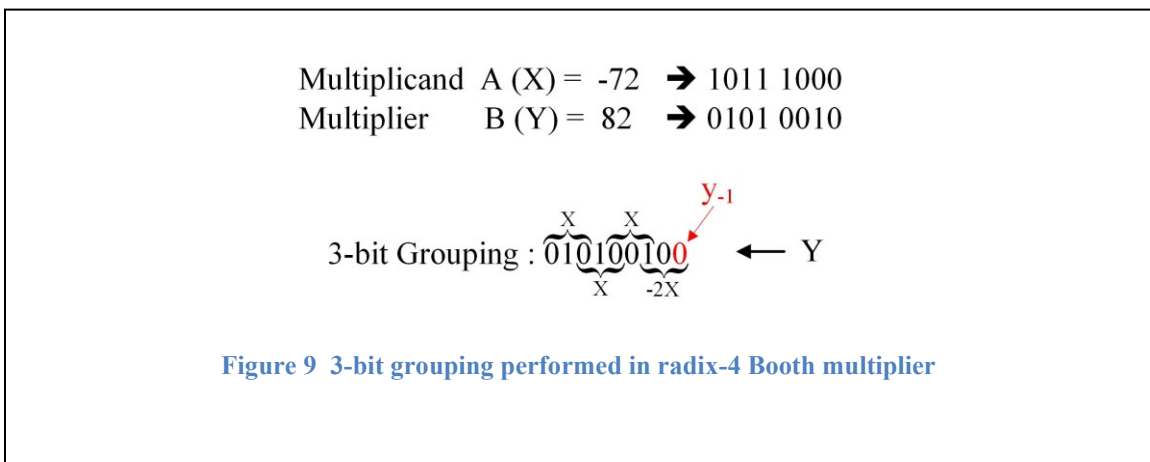 Multiplicand A (X) = -72 ➔ 1011 1000
Multiplier B (Y) = 82 ➔ 0101 0010
y-1
X X
3-bit Grouping : 010100100 ← Y
X -2X
Figure 9 3-bit grouping performed in radix-4 Booth multiplier